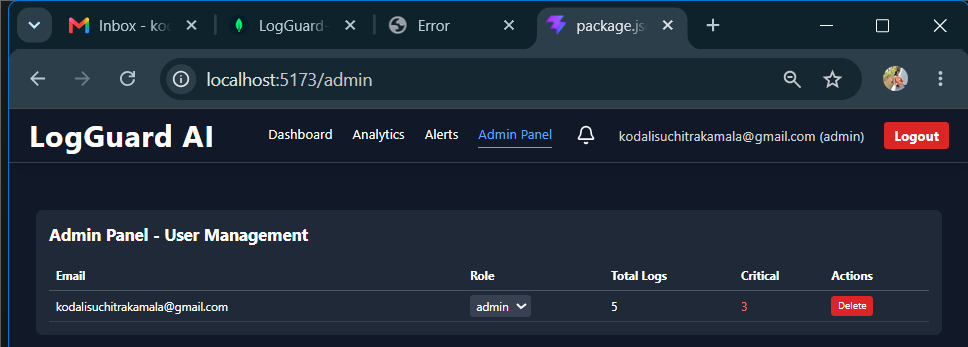 Inbox - kod
LogGuard-
Error
package.js
localhost:5173/admin
LogGuard AI
Dashboard
Analytics
Alerts
Admin Panel
kodalisuchitrakamala@gmail.com (admin)
Logout
Admin Panel - User Management
Email Role Total Logs Critical Actions
kodalisuchitrakamala@gmail.com admin 5 3 Delete